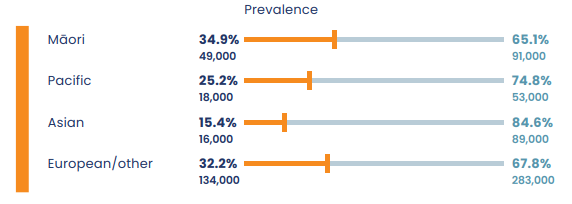 Prevalence
Māori 34.9% 65.1%
49,000 91,000
Pacific 25.2% 74.8%
18,000 53,000
Asian 15.4% 84.6%
16,000 89,000
European/other 32.2% 67.8%
134,000 283,000